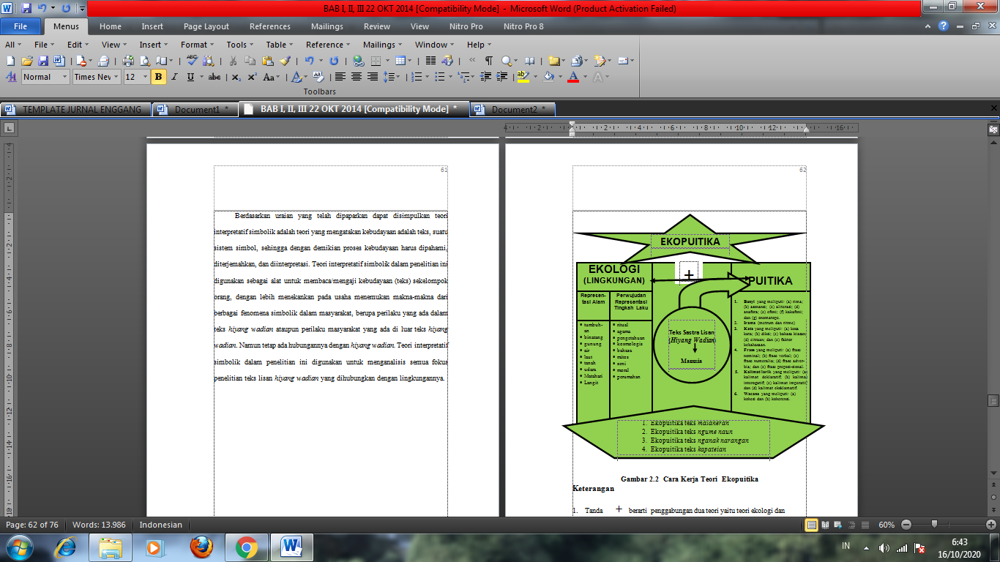 BAB I, II, III 22 OKT 2014 [Compatibility Mode] - Microsoft Word (Product Activation Failed)
File Menus Home Insert Page Layout References Mailings Review View Nitro Pro Nitro Pro 8
All File Edit View Insert Format Tools Table Reference Mailings Window Help
Normal Times Nev 12 B I U abc X₂ X² Aa
Toolbars
TEMPLATE JURNAL ENGGANG Document1 * BAB I, II, III 22 OKT 2014 [Compatibility Mode] * Document2 *
4 2 2 4 6 8 10 12 16
61
Berdasarkan uraian yang telah dipaparkan dapat disimpulkan teori
interpretatif simbolik adalah teori yang mengatakan kebudayaan adalah teks, suatu
sistem simbol, sehingga dengan demikian proses kebudayaan harus dipahami,
diterjemahkan, dan diinterpretasi. Teori interpretatif simbolik dalam penelitian ini
digunakan sebagai alat untuk membaca/mengaji kebudayaan (teks) sekelompok
orang, dengan lebih menekankan pada usaha menemukan makna-makna dari
berbagai fenomena simbolik dalam masyarakat, berupa perilaku yang ada dalam
teks hiyang wadian ataupun perilaku masyarakat yang ada di luar teks hiyang
wadian. Namun tetap ada hubungannya dengan hiyang wadian. Teori interpretatif
simbolik dalam penelitian ini digunakan untuk menganalisis semua fokus
penelitian teks lisan hiyang wadian yang dihubungkan dengan lingkungannya.
62
EKOPUITIKA
EKOLOGI
(LINGKUNGAN)
+
PUITIKA
Represen-
tasi Alam
Perwujudan
Representasi
Tingkah Laku
• tumbuh-
an
• binatang
• gunung
• air
• laut
• tanah
• udara
• Matahari
• Langit
• ritual
• agama
• pengetahuan
• kosmologis
• bahasa
• mitos
• seni
• moral
• perumahan
Teks Sastra Lisan
(Hiyang Wadian)
Manusia
1. Bunyi yang meliputi: (a) rima;
(b) asonansi; (c) aliterasi; (d)
anafora; (e) efoni; (f) kakafoni;
dan (g) onomatope.
2. Irama (metrum dan ritme)
3. Kata yang meliputi: (a) kosa
kata; (b) diksi; (c) bahasa kiasan;
(d) citraan; dan (e) faktor
kebahasaan.
4. Frase yang meliputi: (a) frase
nominal; (b) frase verbal; (c)
frase numeralia; (d) frase adver-
bia; dan (e) frase preposi-sional.
5. Kalimat/larik yang meliputi: (a)
kalimat deklaratif; (b) kalimat
interogatif; (c) kalimat imperatif;
dan (d) kalimat eksklamatif.
6. Wacana yang meliputi: (a)
kohesi dan (b) koherensi.
1. Ekopuitika teks malaneran
2. Ekopuitika teks ngume naun
3. Ekopuitika teks nganak narangan
4. Ekopuitika teks kapateian
Gambar 2.2 Cara Kerja Teori Ekopuitika
Keterangan
1. Tanda + berarti penggabungan dua teori yaitu teori ekologi dan
Page: 62 of 76 Words: 13.986 Indonesian 60%
IN 6:43
16/10/2020